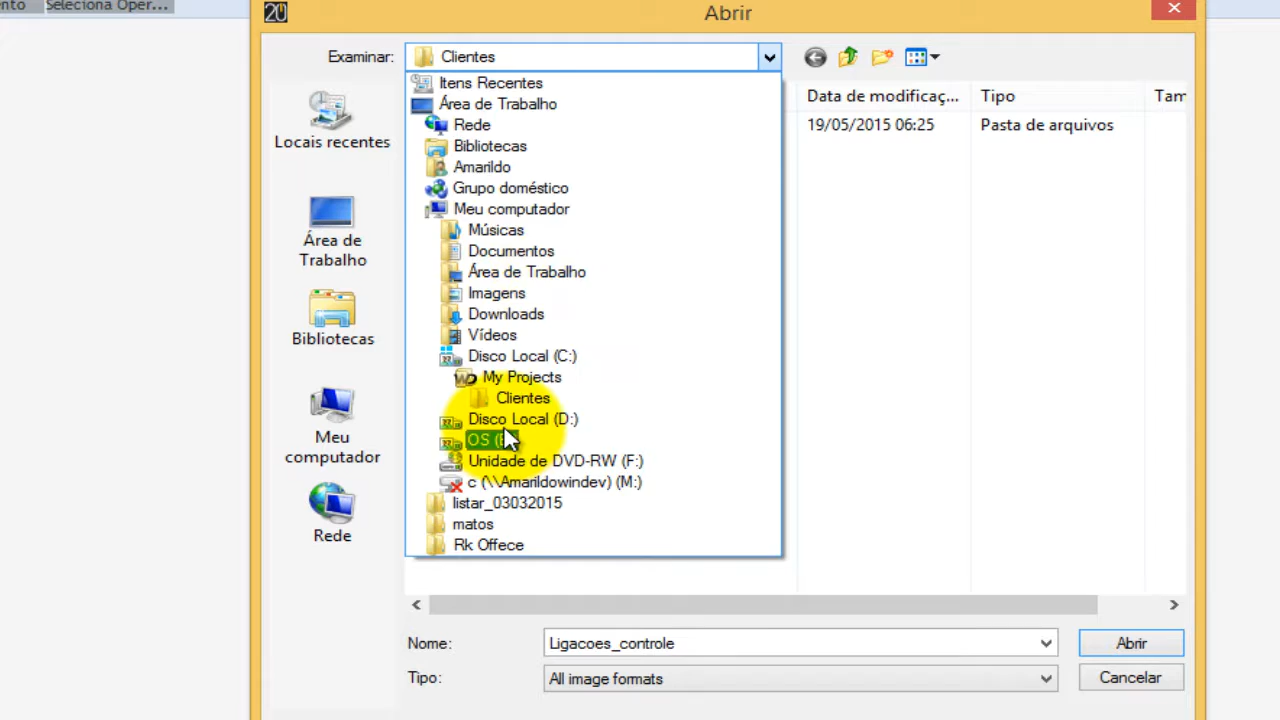 Seleciona Oper...
20
Abrir
Examinar:
Clientes
Itens Recentes
Área de Trabalho
Rede
Bibliotecas
Amarildo
Grupo doméstico
Meu computador
Músicas
Documentos
Área de Trabalho
Imagens
Downloads
Vídeos
Disco Local (C:)
My Projects
Clientes
Disco Local (D:)
OS
Unidade de DVD-RW (F:)
c (\\Amarildowindev) (M:)
listar_03032015
matos
Rk Offece
Data de modificaç...
Tipo
Tam
19/05/2015 06:25
Pasta de arquivos
Locais recentes
Área de
Trabalho
Bibliotecas
Meu
computador
Rede
Nome:
Ligacoes_controle
Abrir
Tipo:
All image formats
Cancelar